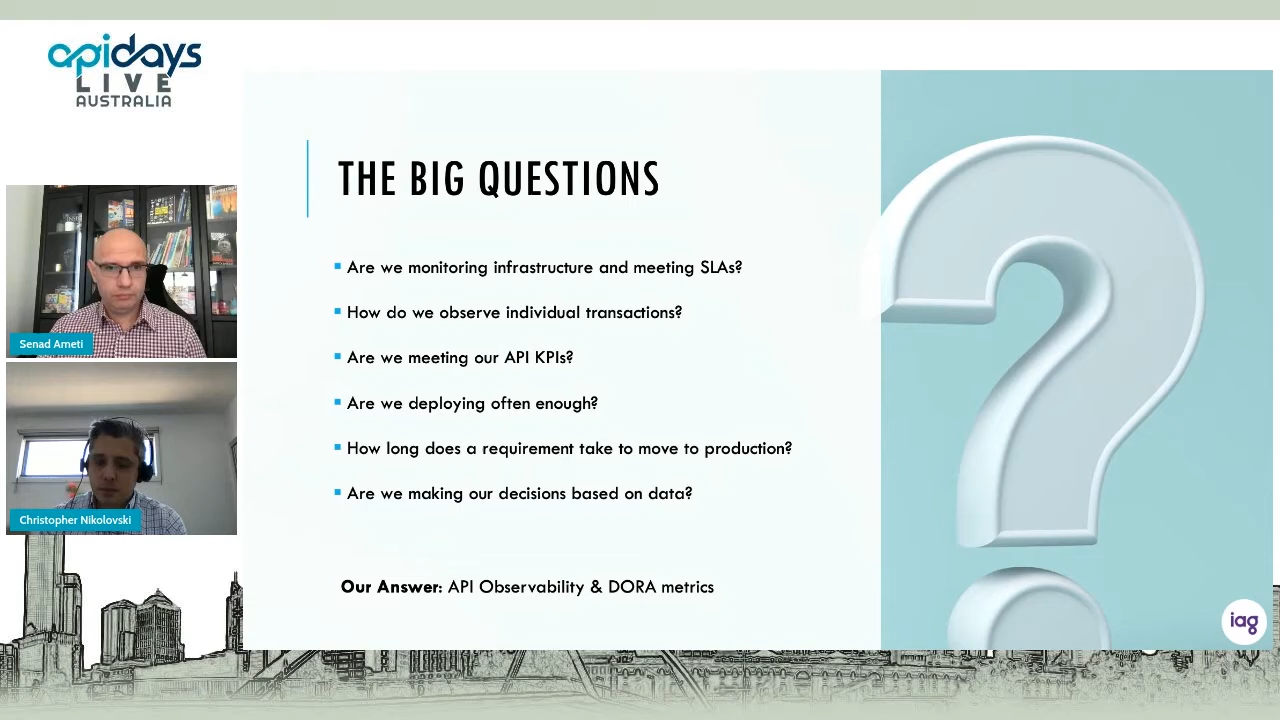 apidays
LIVE
AUSTRALIA
THE BIG QUESTIONS
Are we monitoring infrastructure and meeting SLAs?
How do we observe individual transactions?
Are we meeting our API KPIs?
Are we deploying often enough?
How long does a requirement take to move to production?
Are we making our decisions based on data?
Our Answer: API Observability & DORA metrics
Senad Ameti
Christopher Nikolovski
iag